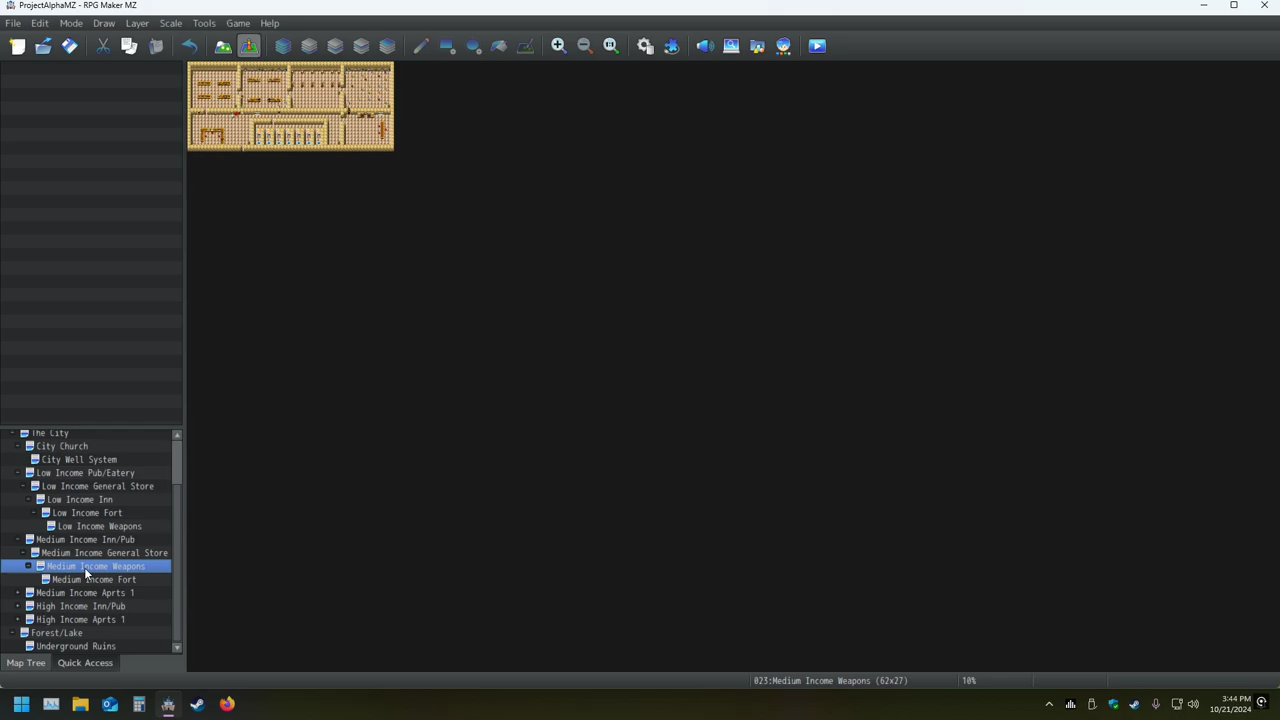 ProjectAlphaMZ - RPG Maker MZ
File Edit Mode Draw Layer Scale Tools Game Help
The City
City Church
City Well System
Low Income Pub/Eatery
Low Income General Store
Low Income Inn
Low Income Fort
Low Income Weapons
Medium Income Inn/Pub
Medium Income General Store
Medium Income Weapons
Medium Income Fort
Medium Income Aprts 1
High Income Inn/Pub
High Income Aprts 1
Forest/Lake
Underground Ruins
Map Tree Quick Access
023:Medium Income Weapons (62x27) 10%
3:44 PM
10/21/2024